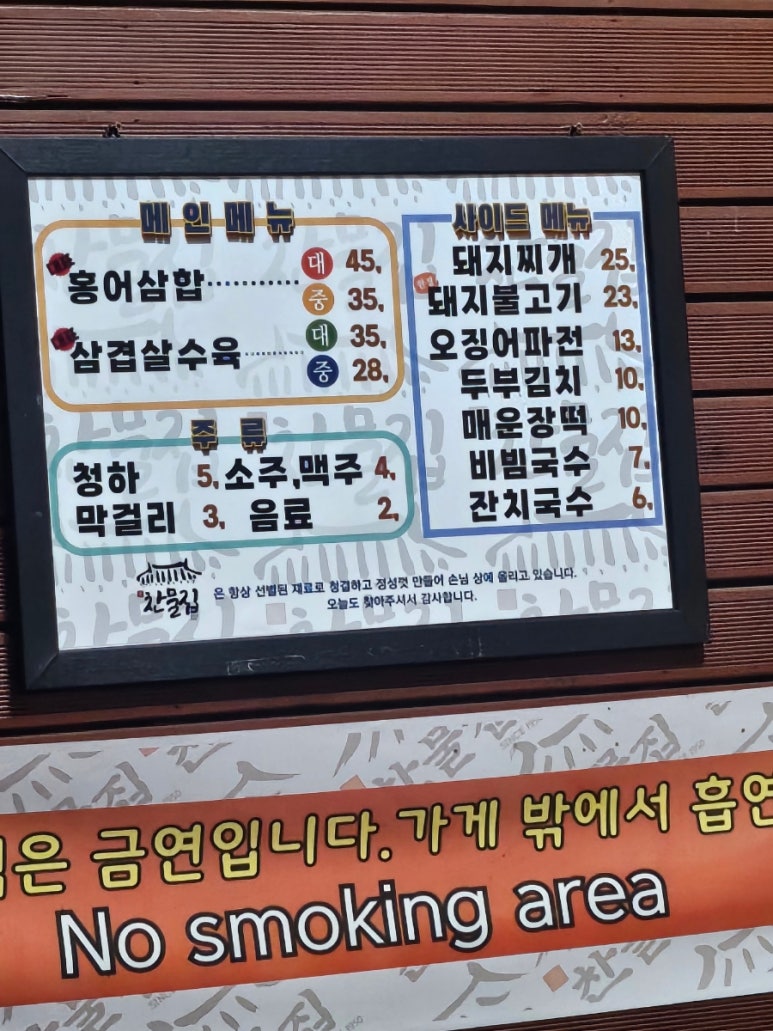 메인메뉴
홍어삼합 대 45,
중 35,
삼겹살수육 대 35,
중 28,
주류
청하 5, 소주,맥주 4,
막걸리 3, 음료 2,
사이드 메뉴
돼지찌개 25,
돼지불고기 23,
오징어파전 13,
두부김치 10,
매운장떡 10,
비빔국수 7,
잔치국수 6,
찬물집 은 항상 선별된 재료로 청결하고 정성껏 만들어 손님 상에 올리고 있습니다.
오늘도 찾아주셔서 감사합니다.
은 금연입니다.가게 밖에서 흡연
No smoking area